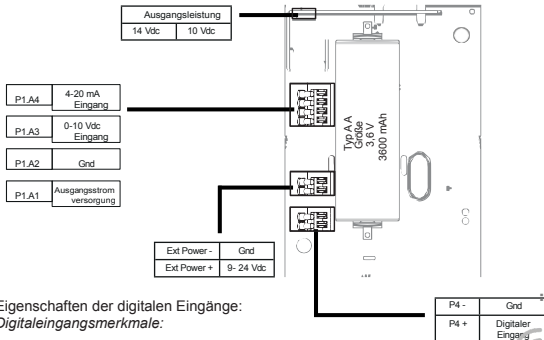 Ausgangsleistung
14 Vdc 10 Vdc
P1.A4 4-20 mA
Eingang
P1.A3 0-10 Vdc
Eingang
P1.A2 Gnd
P1.A1 Ausgangsstrom
versorgung
Typ A A
Größe
3,6 V
3600 mAh
Ext Power - Gnd
Ext Power + 9- 24 Vdc
Eigenschaften der digitalen Eingänge:
Digitaleingangsmerkmale:
P4 - Gnd
P4 + Digitaler
Eingang